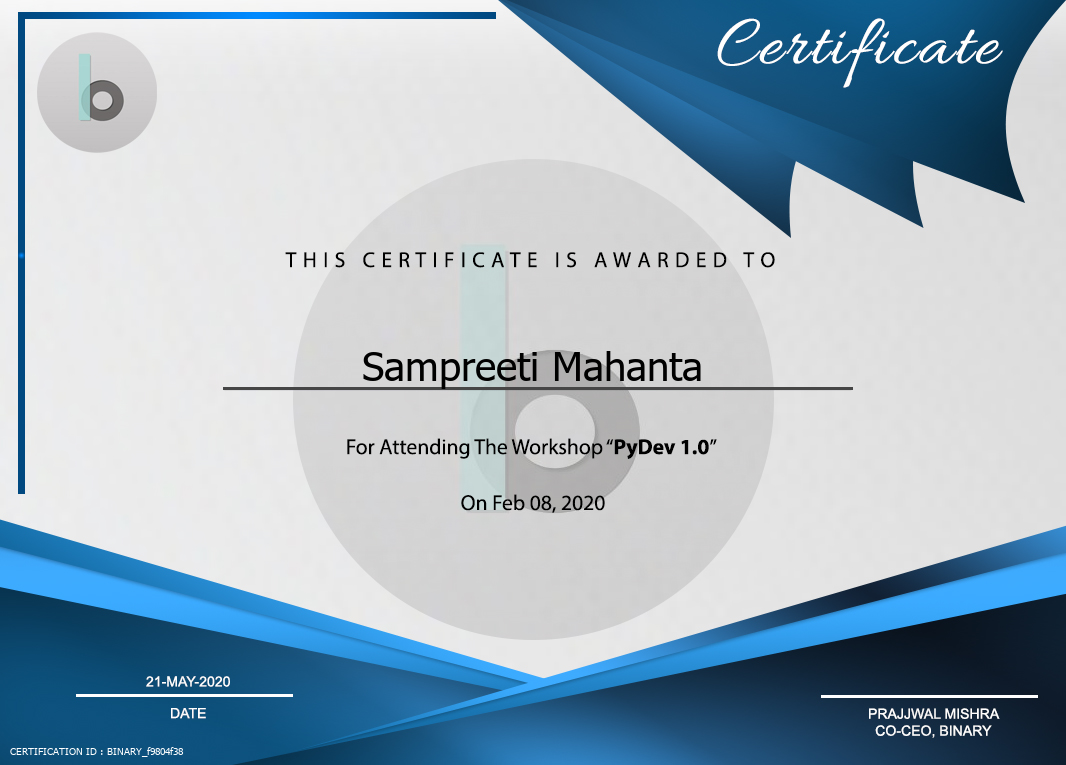 Certificate
THIS CERTIFICATE IS AWARDED TO
Sampreeti Mahanta
For Attending The Workshop “PyDev 1.0”
On Feb 08, 2020
21-MAY-2020
DATE
PRAJJWAL MISHRA
CO-CEO, BINARY
CERTIFICATION ID : BINARY_f9804f38